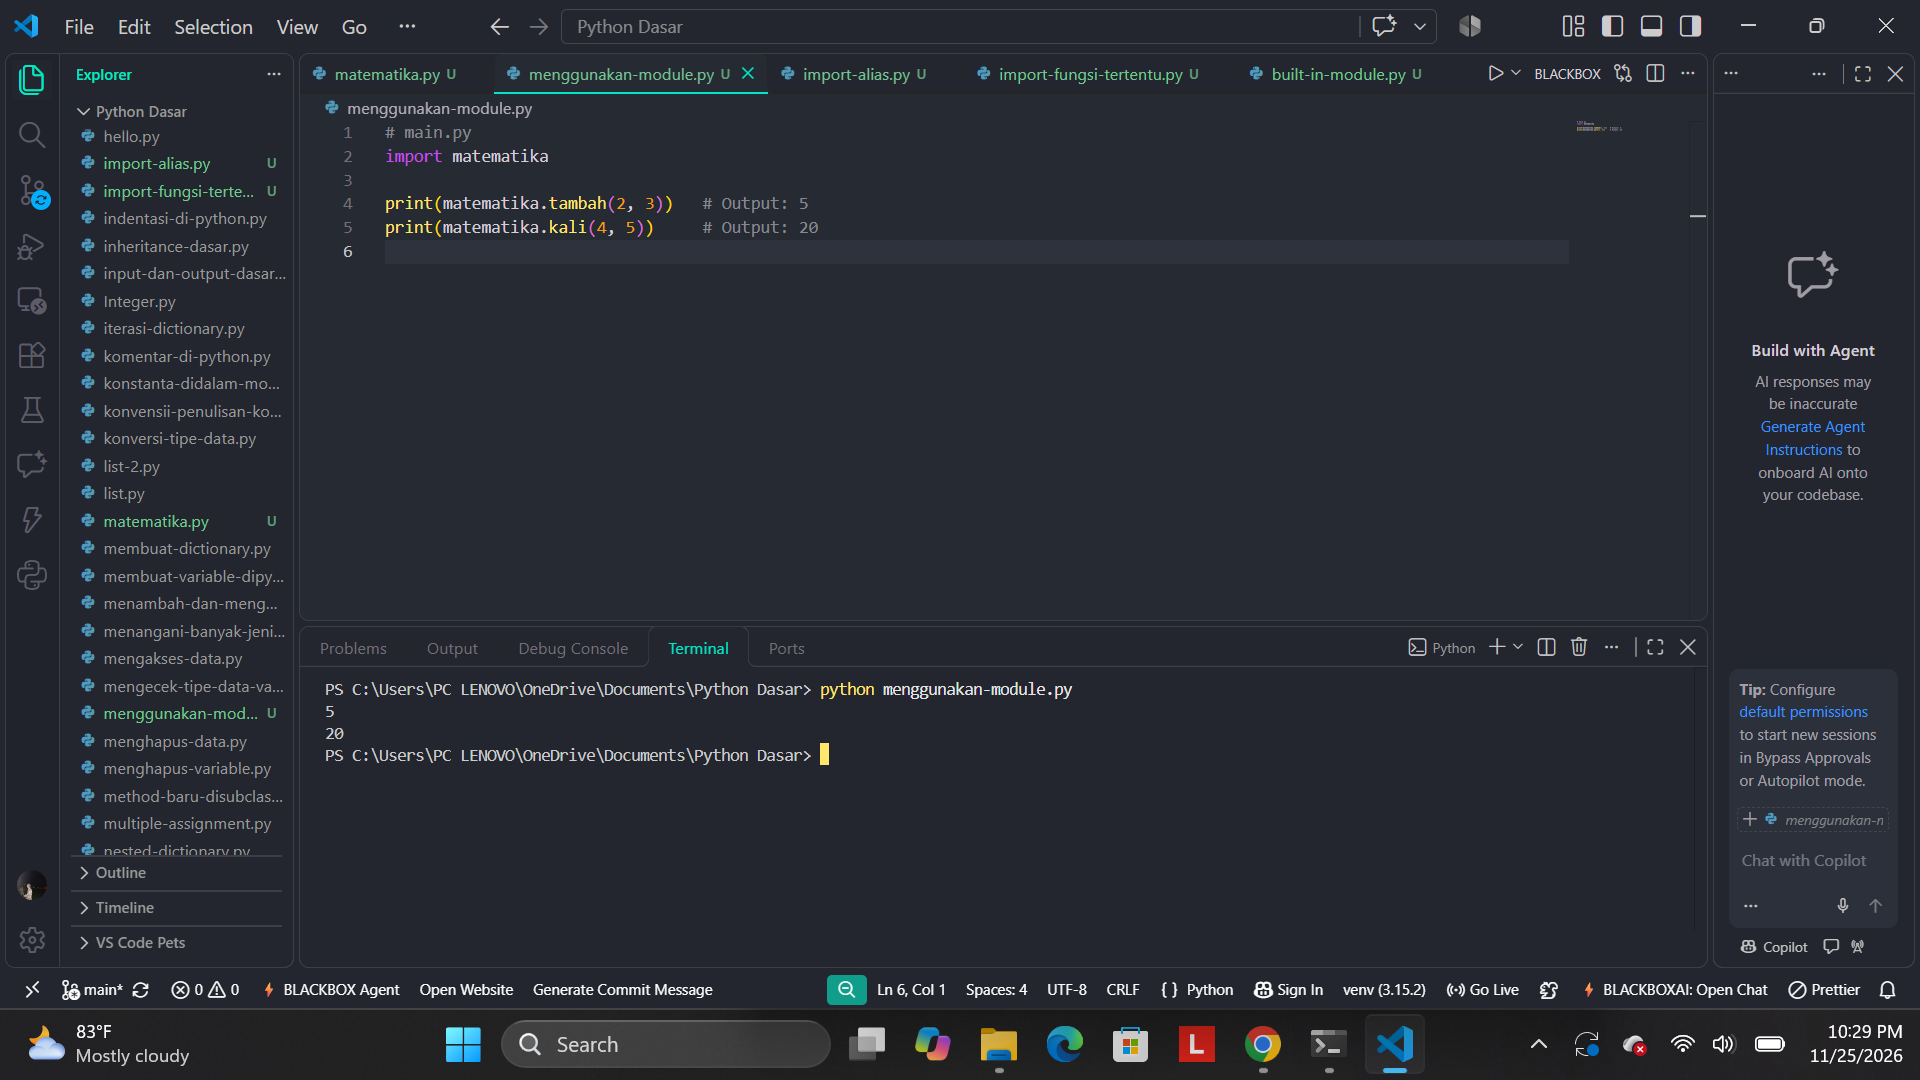 File Edit Selection View Go ···
Python Dasar
Explorer
Python Dasar
hello.py
import-alias.py U
import-fungsi-terte... U
indentasi-di-python.py
inheritance-dasar.py
input-dan-output-dasar...
Integer.py
iterasi-dictionary.py
komentar-di-python.py
konstanta-didalam-mo...
konvensii-penulisan-ko...
konversi-tipe-data.py
list-2.py
list.py
matematika.py U
membuat-dictionary.py
membuat-variable-dipy...
menambah-dan-meng...
menangani-banyak-jeni...
mengakses-data.py
mengecek-tipe-data-va...
menggunakan-mod... U
menghapus-data.py
menghapus-variable.py
method-baru-disubclas...
multiple-assignment.py
nested-dictionary.py
Outline
Timeline
VS Code Pets
matematika.py U menggunakan-module.py U import-alias.py U import-fungsi-tertentu.py U built-in-module.py U BLACKBOX
menggunakan-module.py
1 # main.py
2 import matematika
3
4 print(matematika.tambah(2, 3)) # Output: 5
5 print(matematika.kali(4, 5)) # Output: 20
6
Problems Output Debug Console Terminal Ports Python
PS C:\Users\PC LENOVO\OneDrive\Documents\Python Dasar> python menggunakan-module.py
5
20
PS C:\Users\PC LENOVO\OneDrive\Documents\Python Dasar>
Build with Agent
AI responses may
be inaccurate
Generate Agent
Instructions to
onboard AI onto
your codebase.
Tip: Configure
default permissions
to start new sessions
in Bypass Approvals
or Autopilot mode.
menggunakan-n
Chat with Copilot
Copilot
main* 0 0 BLACKBOX Agent Open Website Generate Commit Message Ln 6, Col 1 Spaces: 4 UTF-8 CRLF { } Python Sign In venv (3.15.2) Go Live BLACKBOXAI: Open Chat Prettier
83°F
Mostly cloudy
Search
L
10:29 PM
11/25/2026